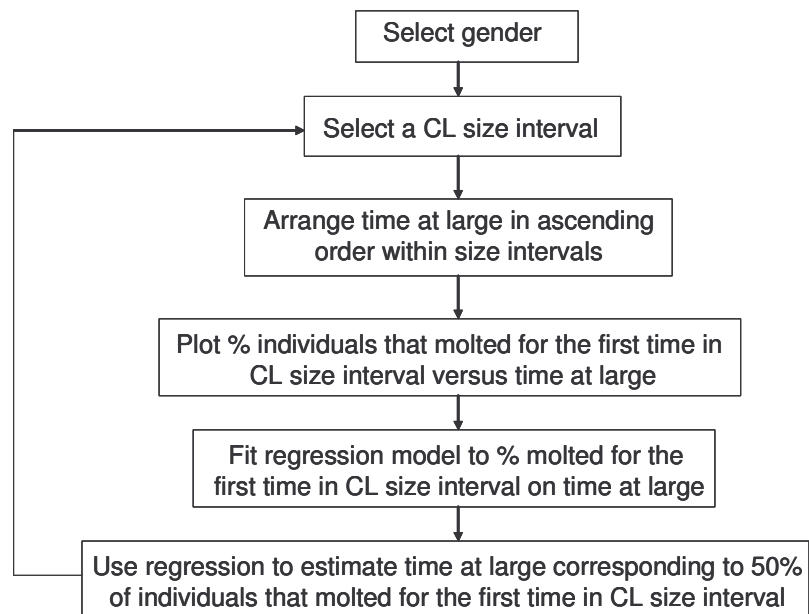 Select gender
Select a CL size interval
Arrange time at large in ascending
order within size intervals
Plot % individuals that molted for the first time in
CL size interval versus time at large
Fit regression model to % molted for the
first time in CL size interval on time at large
Use regression to estimate time at large corresponding to 50%
of individuals that molted for the first time in CL size interval